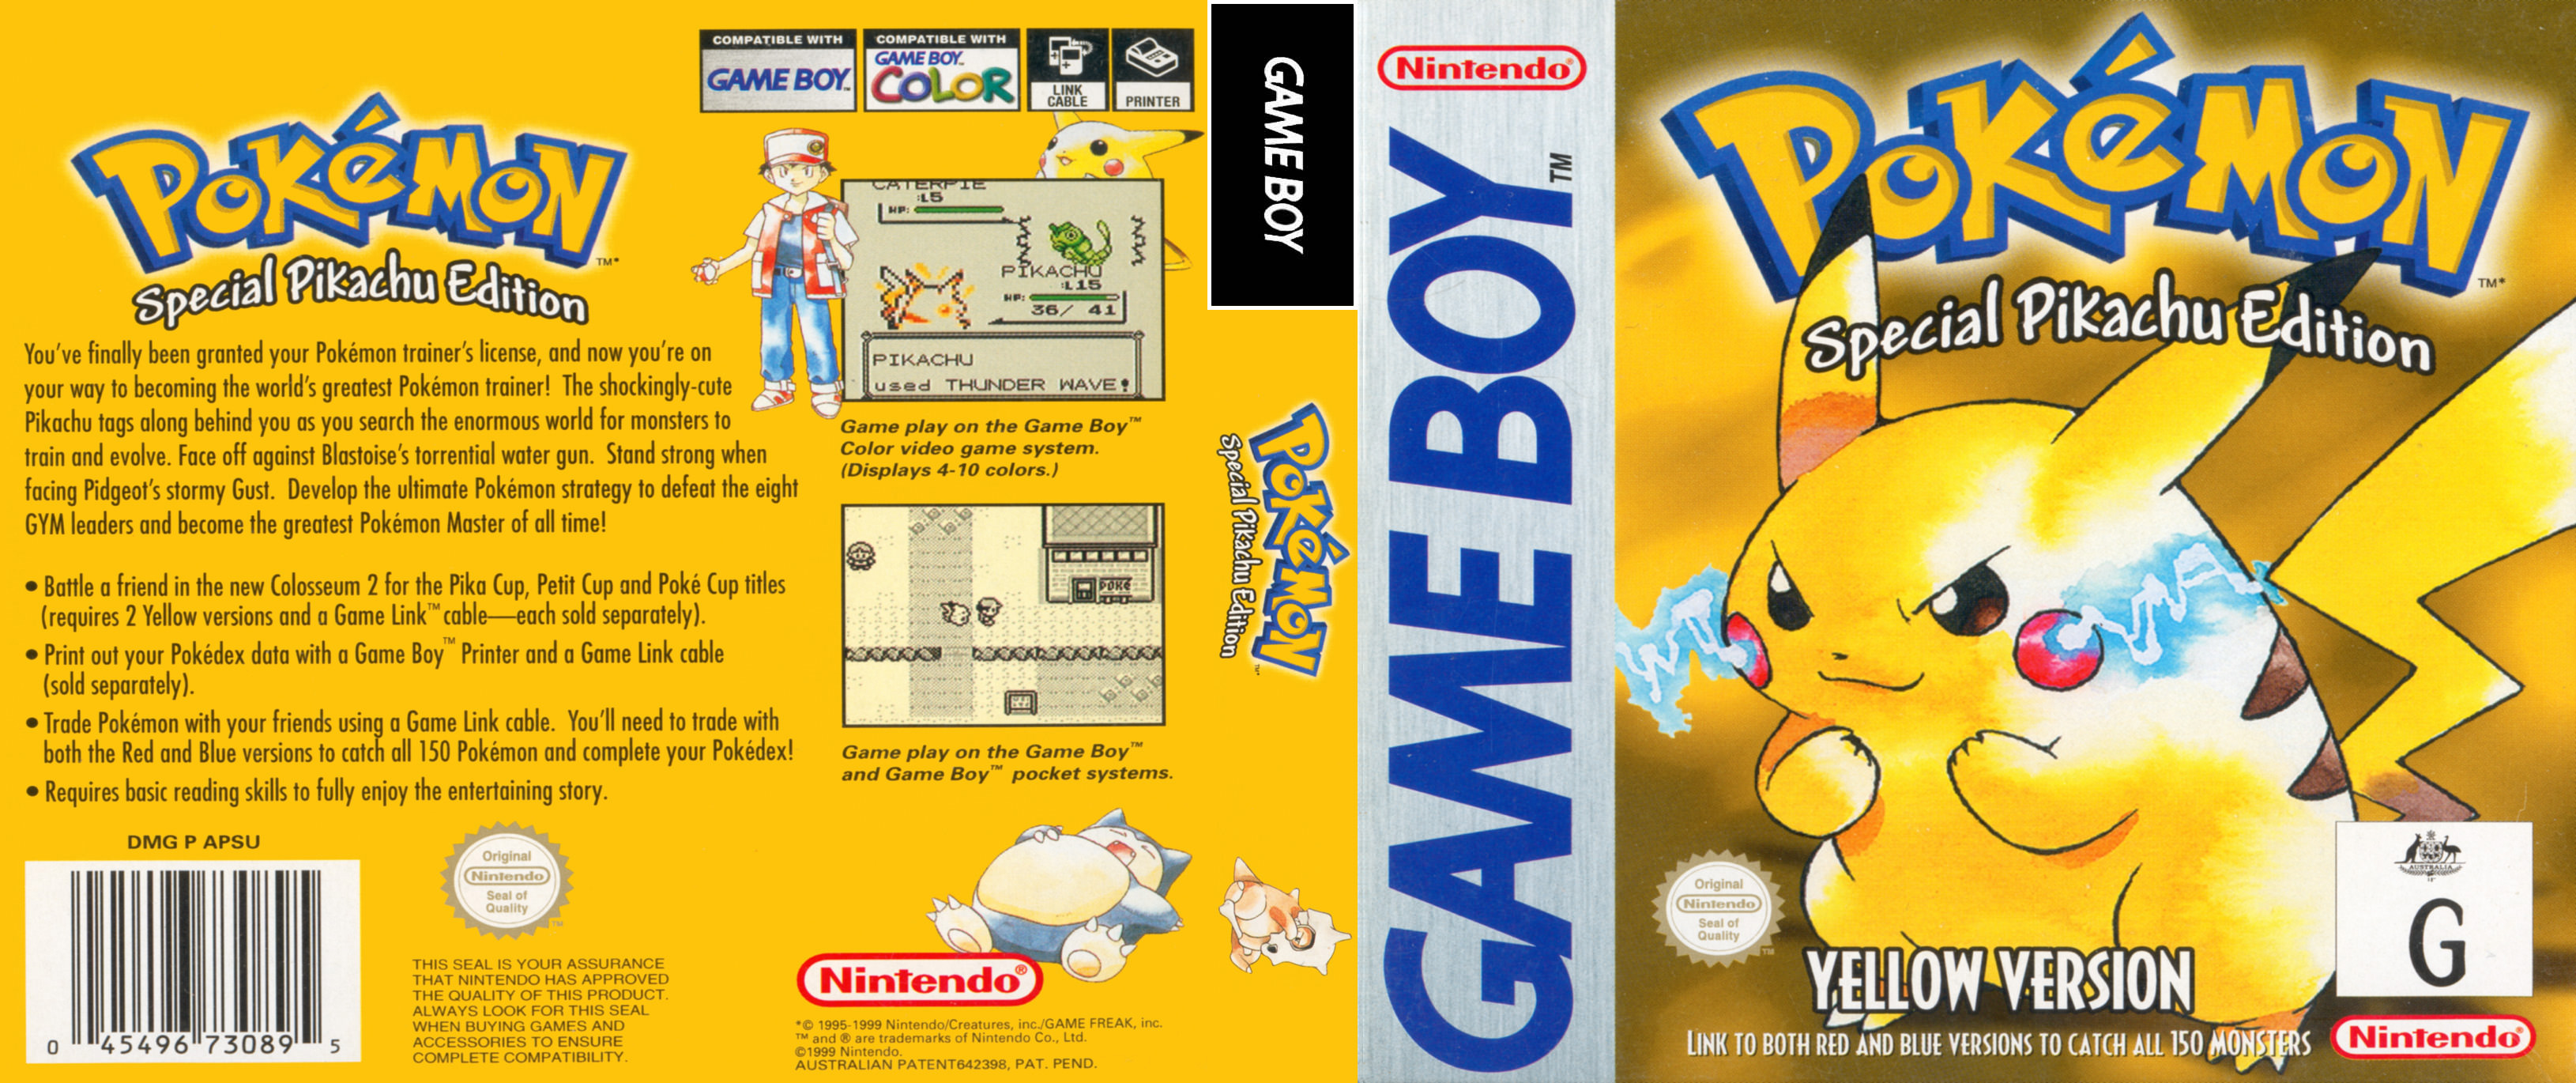 COMPATIBLE WITH
GAME BOY™
COMPATIBLE WITH
GAME BOY™
COLOR
LINK
CABLE
PRINTER
POKéMON
™*
Special Pikachu Edition
You've finally been granted your Pokémon trainer's license, and now you're on
your way to becoming the world's greatest Pokémon trainer! The shockingly-cute
Pikachu tags along behind you as you search the enormous world for monsters to
train and evolve. Face off against Blastoise's torrential water gun. Stand strong when
facing Pidgeot's stormy Gust. Develop the ultimate Pokémon strategy to defeat the eight
GYM leaders and become the greatest Pokémon Master of all time!
• Battle a friend in the new Colosseum 2 for the Pika Cup, Petit Cup and Poké Cup titles
(requires 2 Yellow versions and a Game Link™ cable—each sold separately).
• Print out your Pokédex data with a Game Boy™ Printer and a Game Link cable
(sold separately).
• Trade Pokémon with your friends using a Game Link cable. You'll need to trade with
both the Red and Blue versions to catch all 150 Pokémon and complete your Pokédex!
• Requires basic reading skills to fully enjoy the entertaining story.
DMG P APSU
0 45496 73089 5
Original
Nintendo
Seal of
Quality
™
THIS SEAL IS YOUR ASSURANCE
THAT NINTENDO HAS APPROVED
THE QUALITY OF THIS PRODUCT.
ALWAYS LOOK FOR THIS SEAL
WHEN BUYING GAMES AND
ACCESSORIES TO ENSURE
COMPLETE COMPATIBILITY.
CATERPIE
:L5
HP:
PIKACHU
:L15
HP:
36/ 41
PIKACHU
used THUNDER WAVE!
Game play on the Game Boy™
Color video game system.
(Displays 4-10 colors.)
POKé
Game play on the Game Boy™
and Game Boy™ pocket systems.
Nintendo®
*© 1995-1999 Nintendo/Creatures, inc./GAME FREAK, inc.
™ and ® are trademarks of Nintendo Co., Ltd.
©1999 Nintendo.
AUSTRALIAN PATENT642398, PAT. PEND.
GAME BOY
POKéMON
™*
Special Pikachu Edition
Nintendo®
GAME BOY™
POKéMON
™*
Special Pikachu Edition
Original
Nintendo
Seal of
Quality
™
AUSTRALIA
G
YELLOW VERSION
LINK TO BOTH RED AND BLUE VERSIONS TO CATCH ALL 150 MONSTERS
Nintendo®